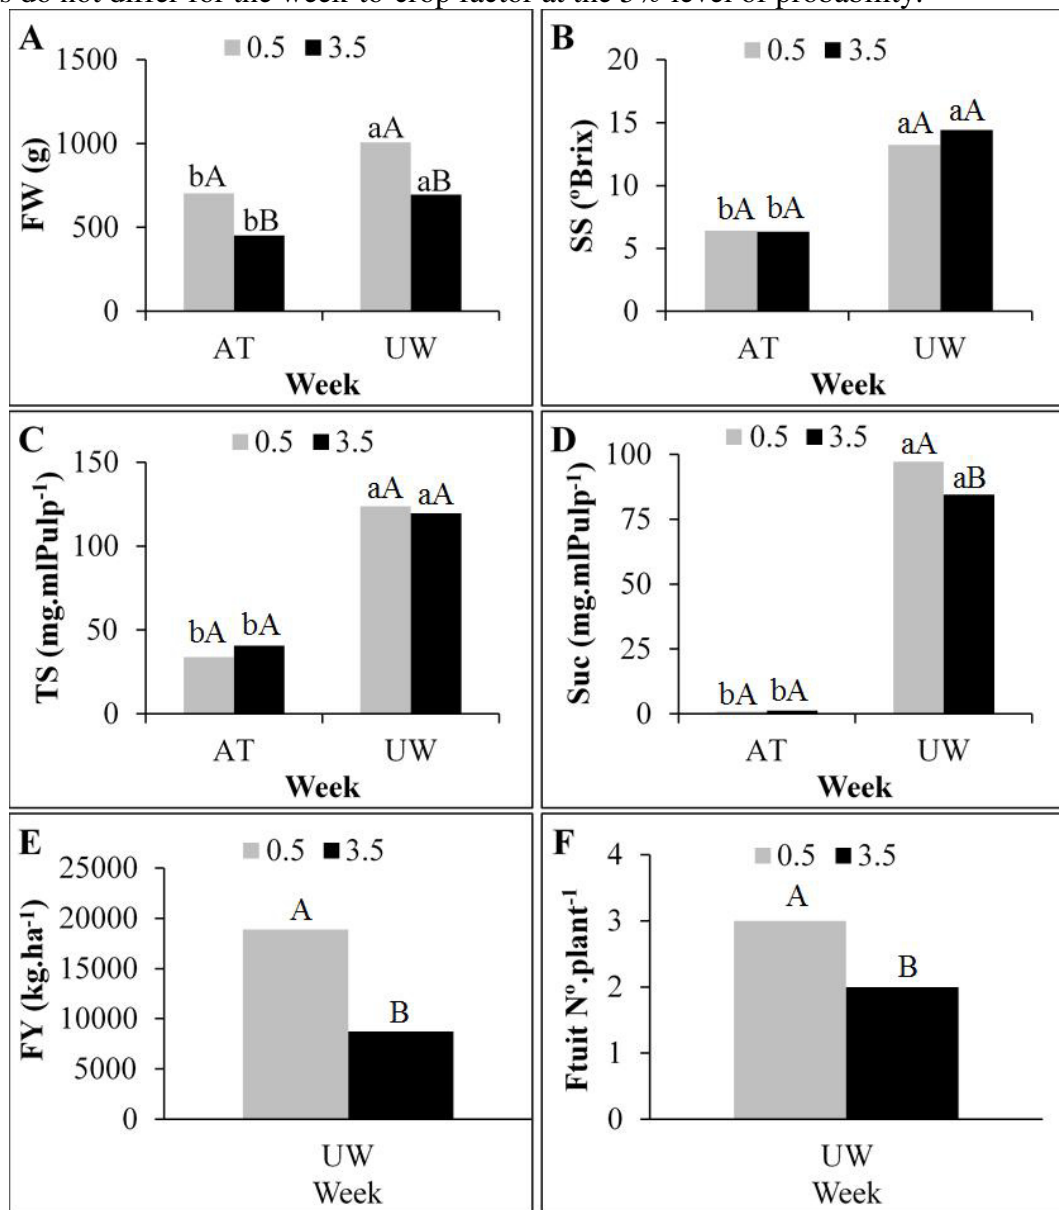 s do not differ for the week-to-crop factor at the 5% level of probability.
A
0.5 3.5
1500
1000
500
0
FW (g)
bA bB aA aB
AT UW
Week
B
0.5 3.5
20
15
10
5
0
SS (ºBrix)
bA bA aA aA
AT UW
Week
C
0.5 3.5
150
100
50
0
TS (mg.mlPulp⁻¹)
bA bA aA aA
AT UW
Week
D
0.5 3.5
100
75
50
25
0
Suc (mg.mlPulp⁻¹)
bA bA aA aB
AT UW
Week
E
0.5 3.5
25000
20000
15000
10000
5000
0
FY (kg.ha⁻¹)
A B
UW
Week
F
0.5 3.5
4
3
2
1
0
Ftuit Nº.plant⁻¹
A B
UW
Week